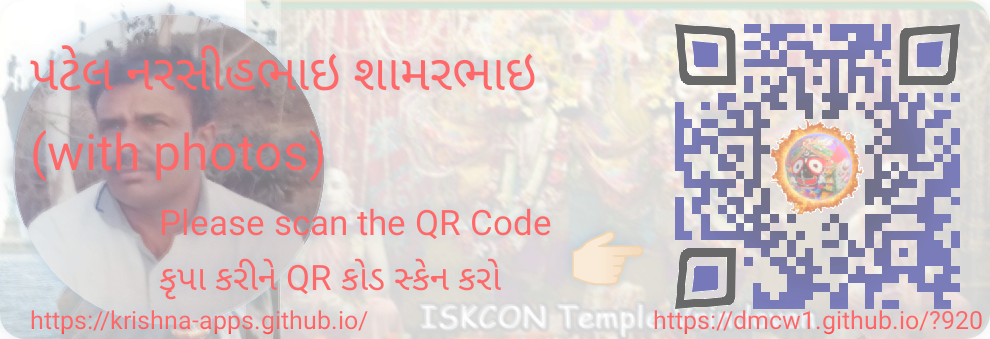 પટેલ નરસીહભાઇ શામરભાઇ
(with photos)
Please scan the QR Code
કૃપા કરીને QR કોડ સ્કેન કરો
https://krishna-apps.github.io/
ISKCON Temple
https://dmcw1.github.io/?920